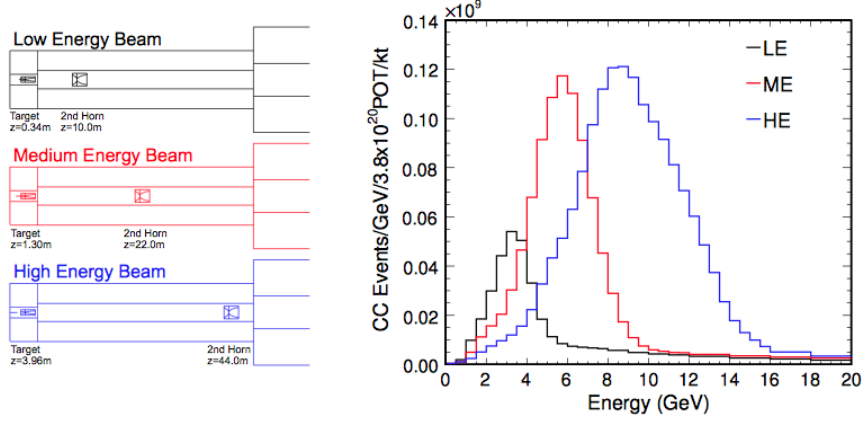 Low Energy Beam
Target 2nd Horn
z=0.34m z=10.0m
Medium Energy Beam
Target 2nd Horn
z=1.30m z=22.0m
High Energy Beam
Target 2nd Horn
z=3.96m z=44.0m
×10⁹
CC Events/GeV/3.8x10²⁰POT/kt
0.14
0.12
0.10
0.08
0.06
0.04
0.02
0.00
LE
ME
HE
0 2 4 6 8 10 12 14 16 18 20
Energy (GeV)